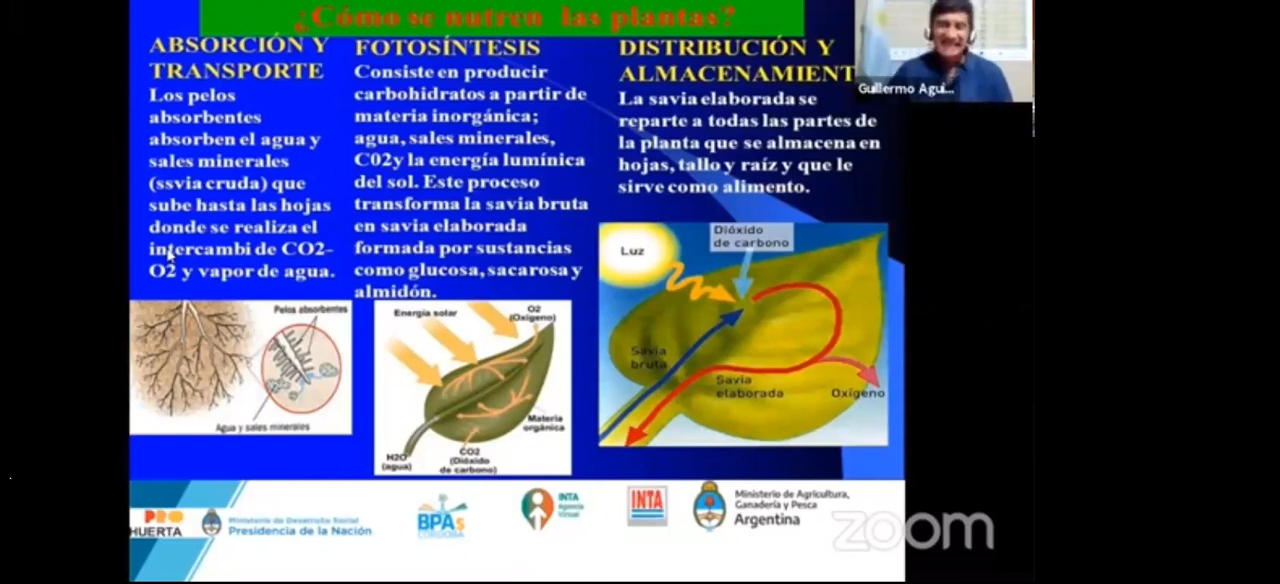 ¿Cómo se nutren las plantas?
ABSORCIÓN Y
TRANSPORTE
Los pelos
absorbentes
absorben el agua y
sales minerales
(ssvia cruda) que
sube hasta las hojas
donde se realiza el
intercambi de CO2-
O2 y vapor de agua.
FOTOSÍNTESIS
Consiste en producir
carbohidratos a partir de
materia inorgánica;
agua, sales minerales,
C02y la energía lumínica
del sol. Este proceso
transforma la savia bruta
en savia elaborada
formada por sustancias
como glucosa, sacarosa y
almidón.
DISTRIBUCIÓN Y
ALMACENAMIENT
La savia elaborada se
reparte a todas las partes de
la planta que se almacena en
hojas, tallo y raíz y que le
sirve como alimento.
Guillermo Agui...
Pelos absorbentes
Agua y sales minerales
Energía solar
O2
(Oxígeno)
Materia
orgánica
H2O
(agua)
CO2
(Dióxido
de carbono)
Luz
Dióxido
de carbono
Savia
bruta
Savia
elaborada
Oxígeno
PRO
HUERTA
Ministerio de Desarrollo Social
Presidencia de la Nación
BPAs
CÓRDOBA
INTA
Agencia
Virtual
INTA
Ministerio de Agricultura,
Ganadería y Pesca
Argentina
zoom